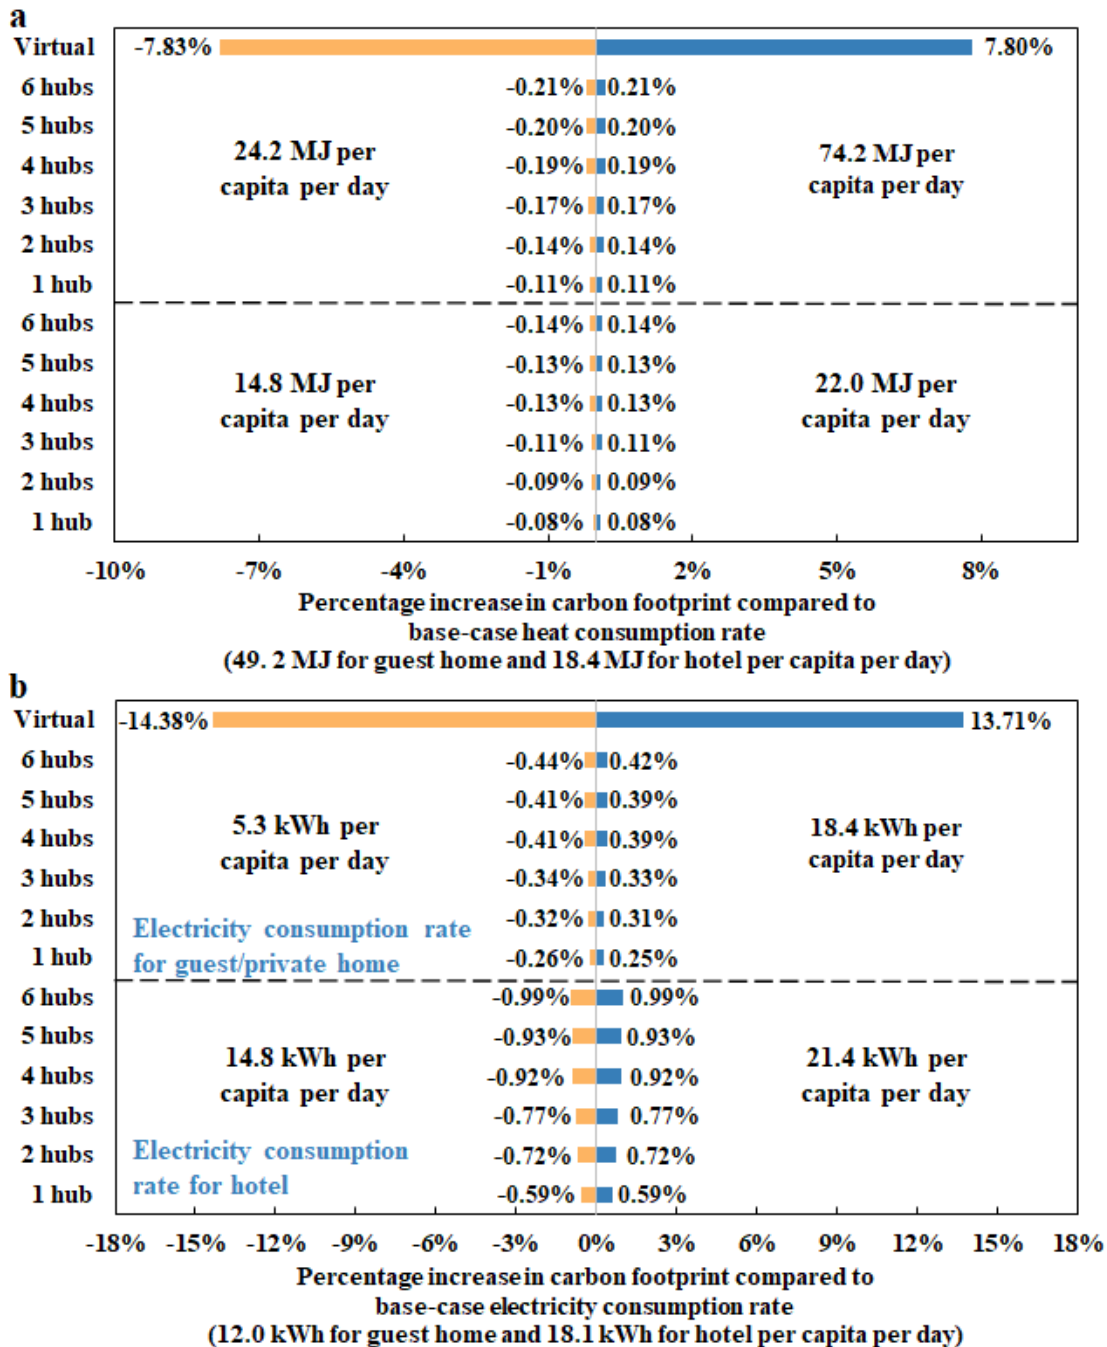 a
Virtual -7.83% 7.80%
6 hubs -0.21% 0.21%
5 hubs -0.20% 0.20%
24.2 MJ per
capita per day
74.2 MJ per
capita per day
4 hubs -0.19% 0.19%
3 hubs -0.17% 0.17%
2 hubs -0.14% 0.14%
1 hub -0.11% 0.11%
6 hubs -0.14% 0.14%
5 hubs -0.13% 0.13%
14.8 MJ per
capita per day
22.0 MJ per
capita per day
4 hubs -0.13% 0.13%
3 hubs -0.11% 0.11%
2 hubs -0.09% 0.09%
1 hub -0.08% 0.08%
-10% -7% -4% -1% 2% 5% 8%
Percentage increase in carbon footprint compared to
base-case heat consumption rate
(49. 2 MJ for guest home and 18.4 MJ for hotel per capita per day)
b
Virtual -14.38% 13.71%
6 hubs -0.44% 0.42%
5 hubs -0.41% 0.39%
5.3 kWh per
capita per day
18.4 kWh per
capita per day
4 hubs -0.41% 0.39%
3 hubs -0.34% 0.33%
2 hubs -0.32% 0.31%
Electricity consumption rate
for guest/private home
1 hub -0.26% 0.25%
6 hubs -0.99% 0.99%
5 hubs -0.93% 0.93%
14.8 kWh per
capita per day
21.4 kWh per
capita per day
4 hubs -0.92% 0.92%
3 hubs -0.77% 0.77%
2 hubs -0.72% 0.72%
Electricity consumption
rate for hotel
1 hub -0.59% 0.59%
-18% -15% -12% -9% -6% -3% 0% 3% 6% 9% 12% 15% 18%
Percentage increase in carbon footprint compared to
base-case electricity consumption rate
(12.0 kWh for guest home and 18.1 kWh for hotel per capita per day)